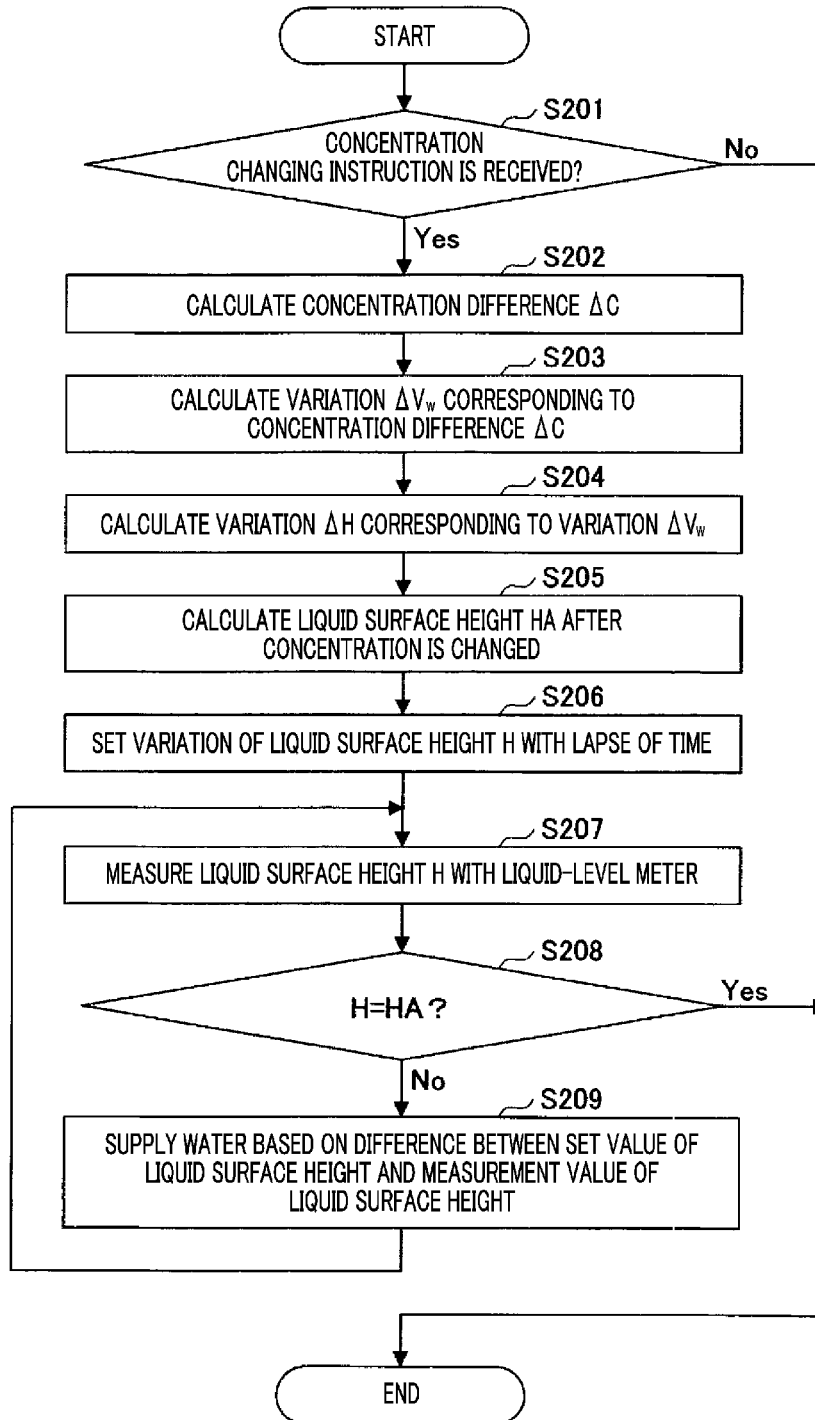 START
S201
CONCENTRATION
CHANGING INSTRUCTION IS RECEIVED?
No
Yes
S202
CALCULATE CONCENTRATION DIFFERENCE ΔC
S203
CALCULATE VARIATION ΔVw CORRESPONDING TO
CONCENTRATION DIFFERENCE ΔC
S204
CALCULATE VARIATION ΔH CORRESPONDING TO VARIATION ΔVw
S205
CALCULATE LIQUID SURFACE HEIGHT HA AFTER
CONCENTRATION IS CHANGED
S206
SET VARIATION OF LIQUID SURFACE HEIGHT H WITH LAPSE OF TIME
S207
MEASURE LIQUID SURFACE HEIGHT H WITH LIQUID-LEVEL METER
S208
H=HA?
Yes
No
S209
SUPPLY WATER BASED ON DIFFERENCE BETWEEN SET VALUE OF
LIQUID SURFACE HEIGHT AND MEASUREMENT VALUE OF
LIQUID SURFACE HEIGHT
END